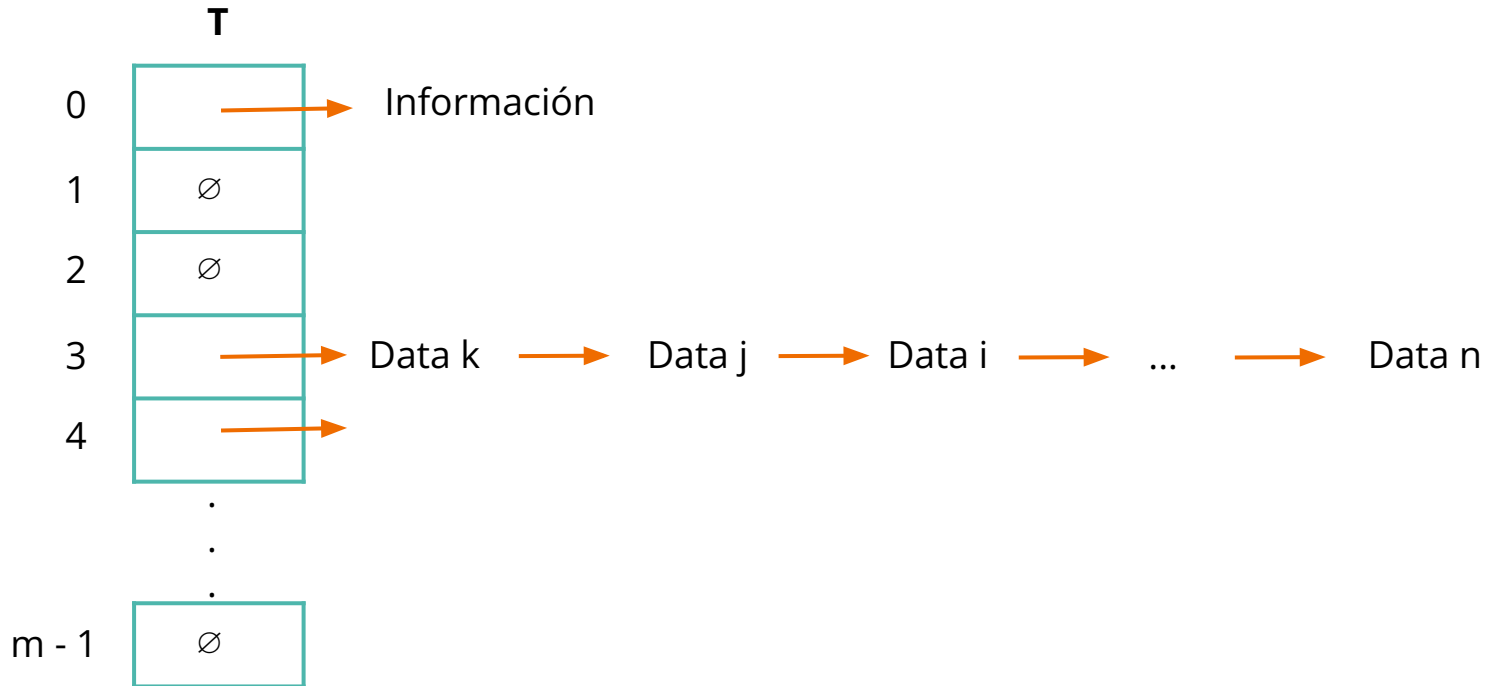 T
0 Información
1 ∅
2 ∅
3 Data k Data j Data i ... Data n
4
.
.
.
m - 1 ∅